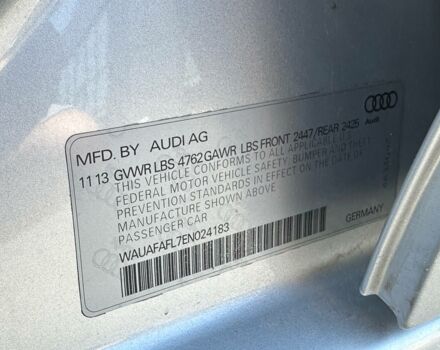 MFD. BY AUDI AG
Audi
11 13 GVWR LBS 4762 GAWR LBS FRONT 2447/REAR 2425
THIS VEHICLE CONFORMS TO ALL APPLICABLE
FEDERAL MOTOR VEHICLE SAFETY, BUMPER AND THEFT
PREVENTION STANDARDS IN EFFECT ON THE DATE OF
MANUFACTURE SHOWN ABOVE.
PASSENGER CAR
WAUAFAFL7EN024183
GERMANY